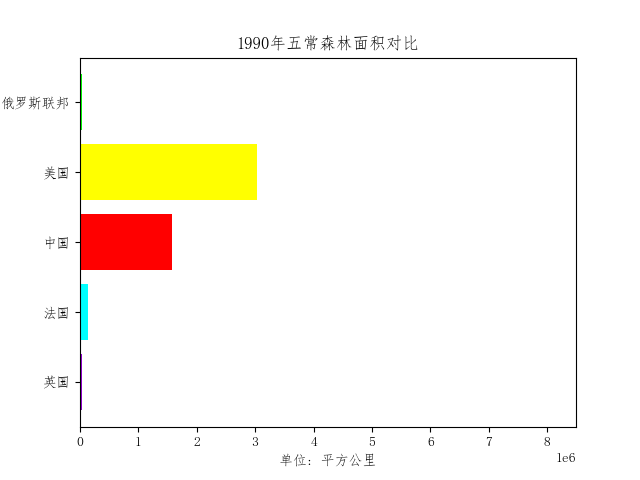 1990年五常森林面积对比
俄罗斯联邦
美国
中国
法国
英国
0 1 2 3 4 5 6 7 8
1e6
单位：平方公里